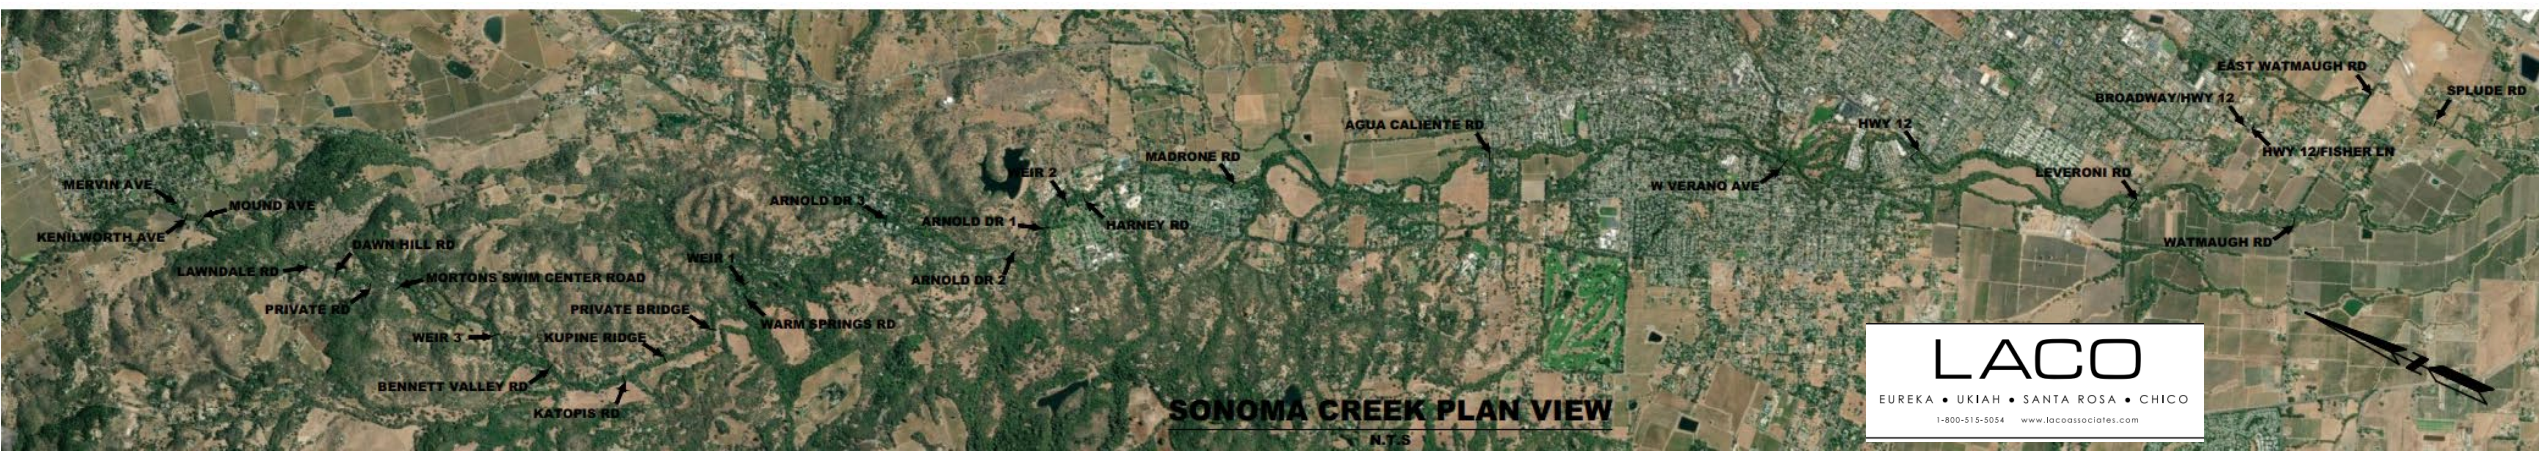 EAST WATMAUGH RD
SPLUDE RD
BROADWAY/HWY 12
AGUA CALIENTE RD
HWY 12
HWY 12/FISHER LN
MADRONE RD
WEIR 2
LEVERONI RD
MERVIN AVE
W VERANO AVE
ARNOLD DR 3
MOUND AVE
ARNOLD DR 1
HARNEY RD
KENILWORTH AVE
WATMAUGH RD
DAWN HILL RD
WEIR 1
LAWNDALE RD
MORTONS SWIM CENTER ROAD
ARNOLD DR 2
PRIVATE RD
PRIVATE BRIDGE
WARM SPRINGS RD
WEIR 3
KUPINE RIDGE
BENNETT VALLEY RD
KATOPIS RD
SONOMA CREEK PLAN VIEW
N.T.S
LACO
EUREKA • UKIAH • SANTA ROSA • CHICO
1-800-515-5054 www.lacoassociates.com
N